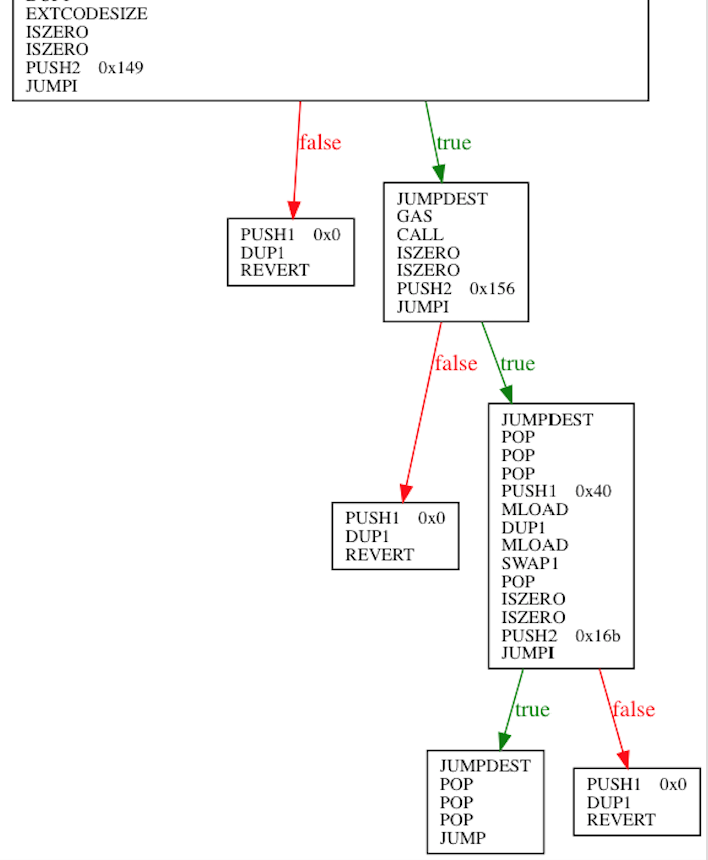 EXTCODESIZE
ISZERO
ISZERO
PUSH2 0x149
JUMPI
false
true
JUMPDEST
GAS
CALL
ISZERO
ISZERO
PUSH2 0x156
JUMPI
PUSH1 0x0
DUP1
REVERT
false
true
JUMPDEST
POP
POP
POP
PUSH1 0x40
MLOAD
DUP1
MLOAD
SWAP1
POP
ISZERO
ISZERO
PUSH2 0x16b
JUMPI
PUSH1 0x0
DUP1
REVERT
true
false
JUMPDEST
POP
POP
POP
JUMP
PUSH1 0x0
DUP1
REVERT